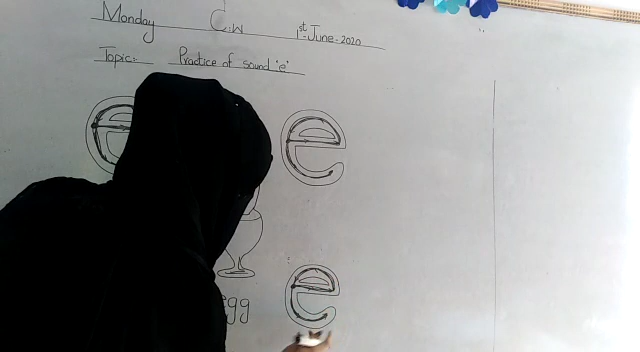 Monday C.w 1st-June-2020
Topic:- Practice of sound "e"
e e
egg e